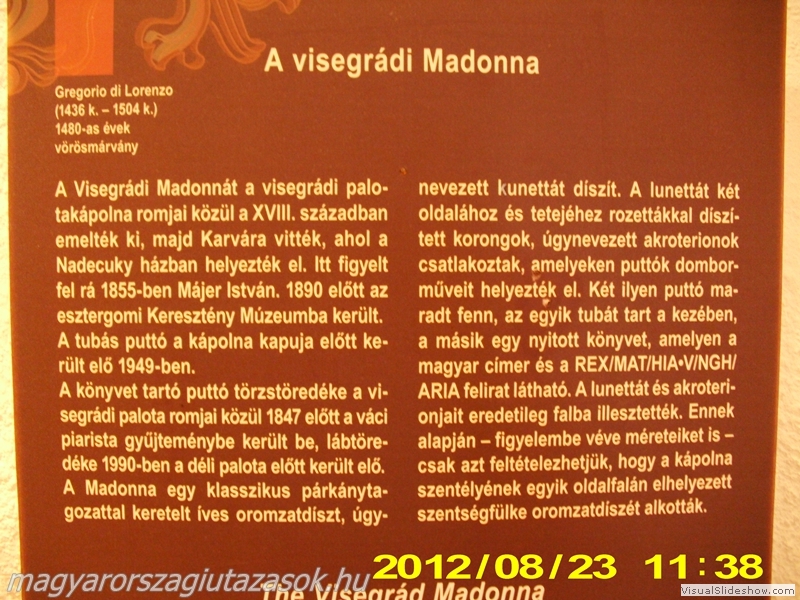 A visegrádi Madonna
Gregorio di Lorenzo
(1436 k. – 1504 k.)
1480-as évek
vörösmárvány
A Visegrádi Madonnát a visegrádi palo-
takápolna romjai közül a XVIII. században
emelték ki, majd Karvára vitték, ahol a
Nadecuky házban helyezték el. Itt figyelt
fel rá 1855-ben Májer István. 1890 előtt az
esztergomi Keresztény Múzeumba került.
A tubás puttó a kápolna kapuja előtt ke-
rült elő 1949-ben.
A könyvet tartó puttó törzstöredéke a vi-
segrádi palota romjai közül 1847 előtt a váci
piarista gyűjteménybe került be, lábtöre-
déke 1990-ben a déli palota előtt került elő.
A Madonna egy klasszikus párkányta-
gozattal keretelt íves oromzatdíszt, úgy-
nevezett kunettát díszít. A lunettát két
oldalához és tetejéhez rozettákkal díszí-
tett korongok, úgynevezett akroterionok
csatlakoztak, amelyeken puttók dombor-
műveit helyezték el. Két ilyen puttó ma-
radt fenn, az egyik tubát tart a kezében,
a másik egy nyitott könyvet, amelyen a
magyar címer és a REX/MAT/HIA•V/NGH/
ARIA felirat látható. A lunettát és akroteri-
onjait eredetileg falba illesztették. Ennek
alapján – figyelembe véve méreteiket is –
csak azt feltételezhetjük, hogy a kápolna
szentélyének egyik oldalfalán elhelyezett
szentségfülke oromzatdíszét alkották.
The Visegrád Madonna
2012/08/23 11:38
magyarorszagiutazasok.hu
VisualSlideshow.com